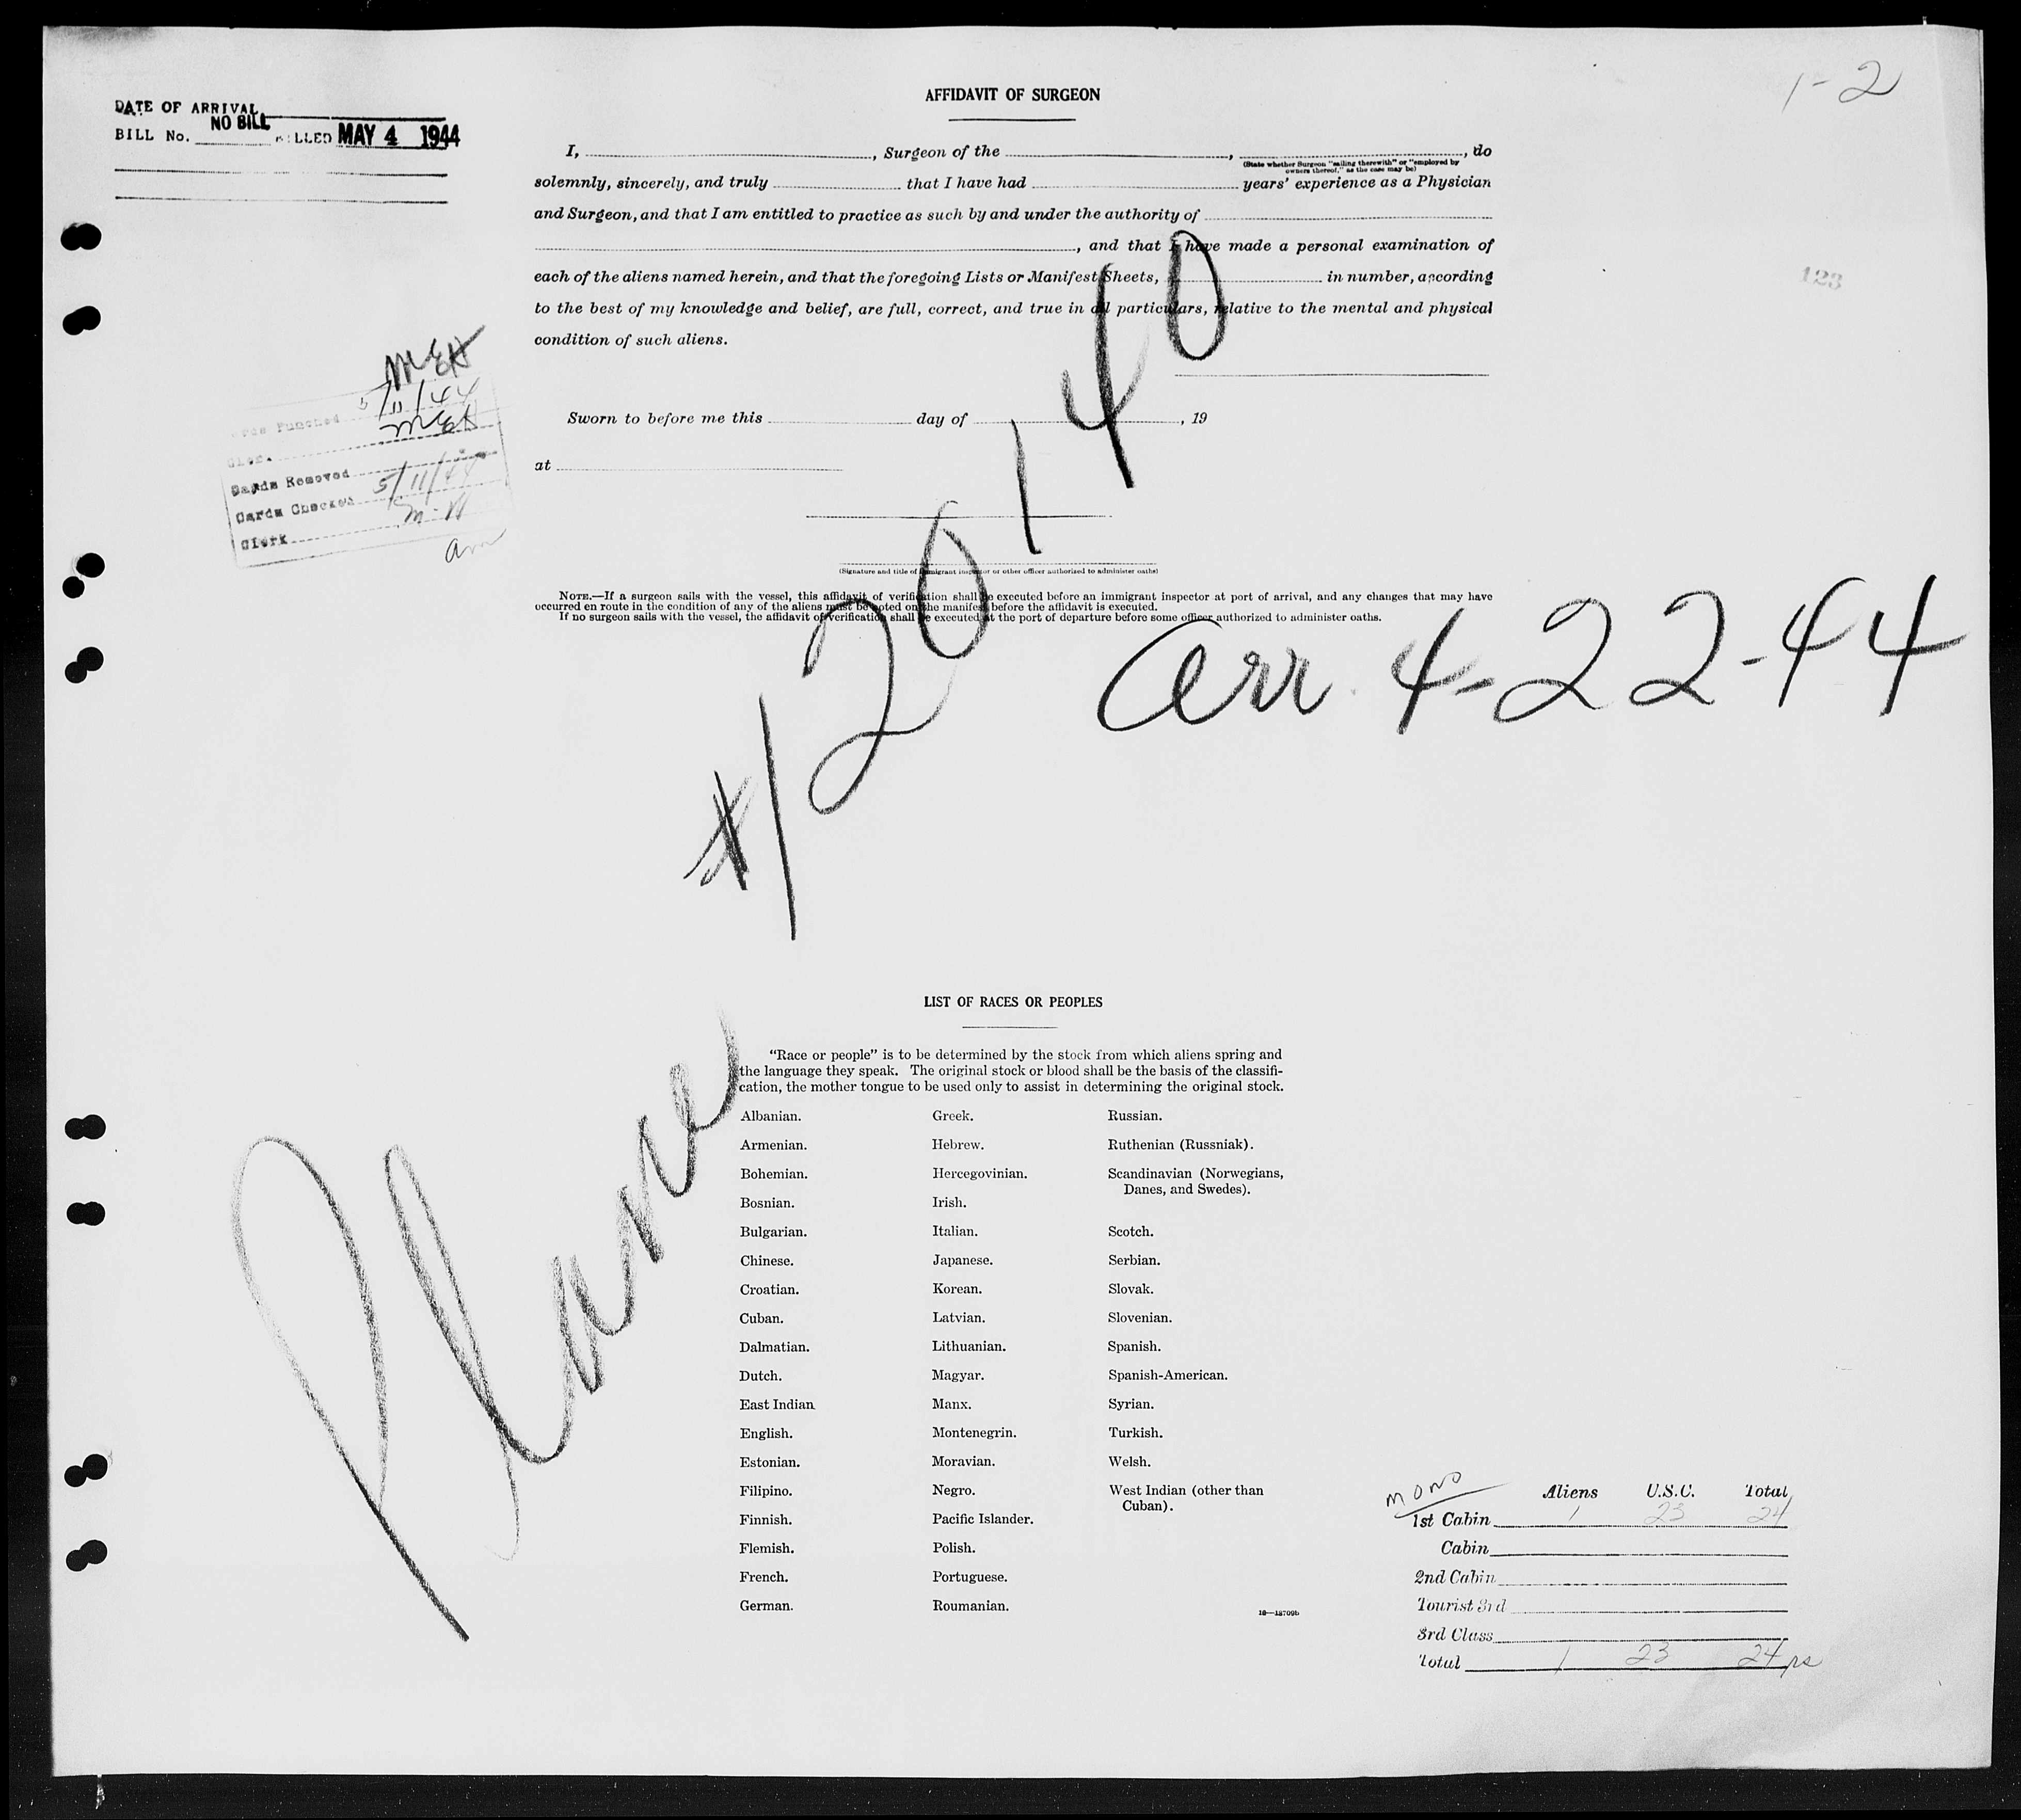 1-2
DATE OF ARRIVAL
NO BILL
BILL No. BILLED MAY 4 1944
AFFIDAVIT OF SURGEON
I, , Surgeon of the , , do
(State whether Surgeon "sailing therewith" or "employed by
owners thereof," as the case may be)
solemnly, sincerely, and truly that I have had years' experience as a Physician
and Surgeon, and that I am entitled to practice as such by and under the authority of
, and that I have made a personal examination of
each of the aliens named herein, and that the foregoing Lists or Manifest Sheets, in number, according
to the best of my knowledge and belief, are full, correct, and true in all particulars, relative to the mental and physical
condition of such aliens.
123
MEH
Cards Punched 5/11/44
Clerk MEH
Cards Removed
Cards Checked 5/11/44
Clerk M-H
Sworn to before me this day of , 19
at
(Signature and title of immigrant inspector or other officer authorized to administer oaths)
NOTE.—If a surgeon sails with the vessel, this affidavit of verification shall be executed before an immigrant inspector at port of arrival, and any changes that may have
occurred en route in the condition of any of the aliens must be noted on the manifest before the affidavit is executed.
If no surgeon sails with the vessel, the affidavit of verification shall be executed at the port of departure before some officer authorized to administer oaths.
#120140
arr. 4-22-44
Plane
LIST OF RACES OR PEOPLES
"Race or people" is to be determined by the stock from which aliens spring and
the language they speak. The original stock or blood shall be the basis of the classifi-
cation, the mother tongue to be used only to assist in determining the original stock.
Albanian. Greek. Russian.
Armenian. Hebrew. Ruthenian (Russniak).
Bohemian. Hercegovinian. Scandinavian (Norwegians,
Danes, and Swedes).
Bosnian. Irish.
Bulgarian. Italian. Scotch.
Chinese. Japanese. Serbian.
Croatian. Korean. Slovak.
Cuban. Latvian. Slovenian.
Dalmatian. Lithuanian. Spanish.
Dutch. Magyar. Spanish-American.
East Indian Manx. Syrian.
English. Montenegrin. Turkish.
Estonian. Moravian. Welsh.
Filipino. Negro. West Indian (other than
Cuban).
Finnish. Pacific Islander.
Flemish. Polish.
French. Portuguese.
German. Roumanian.
16—18709b
MONO
Aliens U.S.C. Total
1st Cabin 1 23 24
Cabin
2nd Cabin
Tourist 3rd
3rd Class
Total 1 23 24